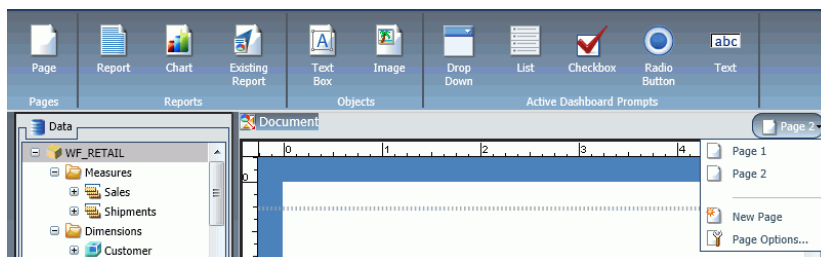 Page
Report
Chart
Existing
Report
Text
Box
Image
Drop
Down
List
Checkbox
Radio
Button
abc
Text
A
Pages
Reports
Objects
Active Dashboard Prompts
Data
Document
Page 2
WF_RETAIL
Measures
Sales
Shipments
Dimensions
Customer
0 1 2 3 4
0
Page 1
Page 2
New Page
Page Options...